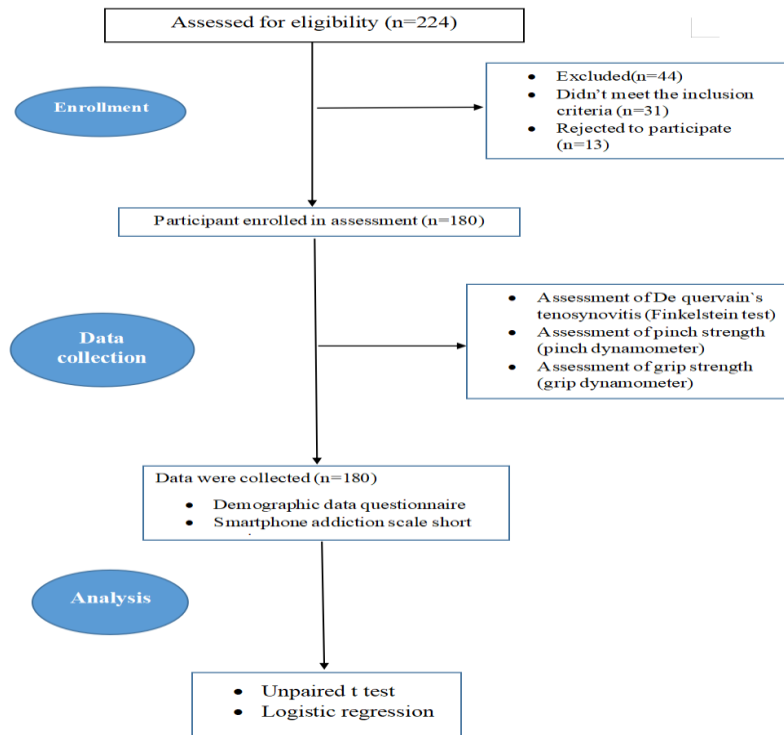 Assessed for eligibility (n=224)
Enrollment
• Excluded(n=44)
• Didn't meet the inclusion
criteria (n=31)
• Rejected to participate
(n=13)
Participant enrolled in assessment (n=180)
Data
collection
• Assessment of De quervain`s
tenosynovitis (Finkelstein test)
• Assessment of pinch strength
(pinch dynamometer)
• Assessment of grip strength
(grip dynamometer)
Data were collected (n=180)
• Demographic data questionnaire
• Smartphone addiction scale short
Analysis
• Unpaired t test
• Logistic regression